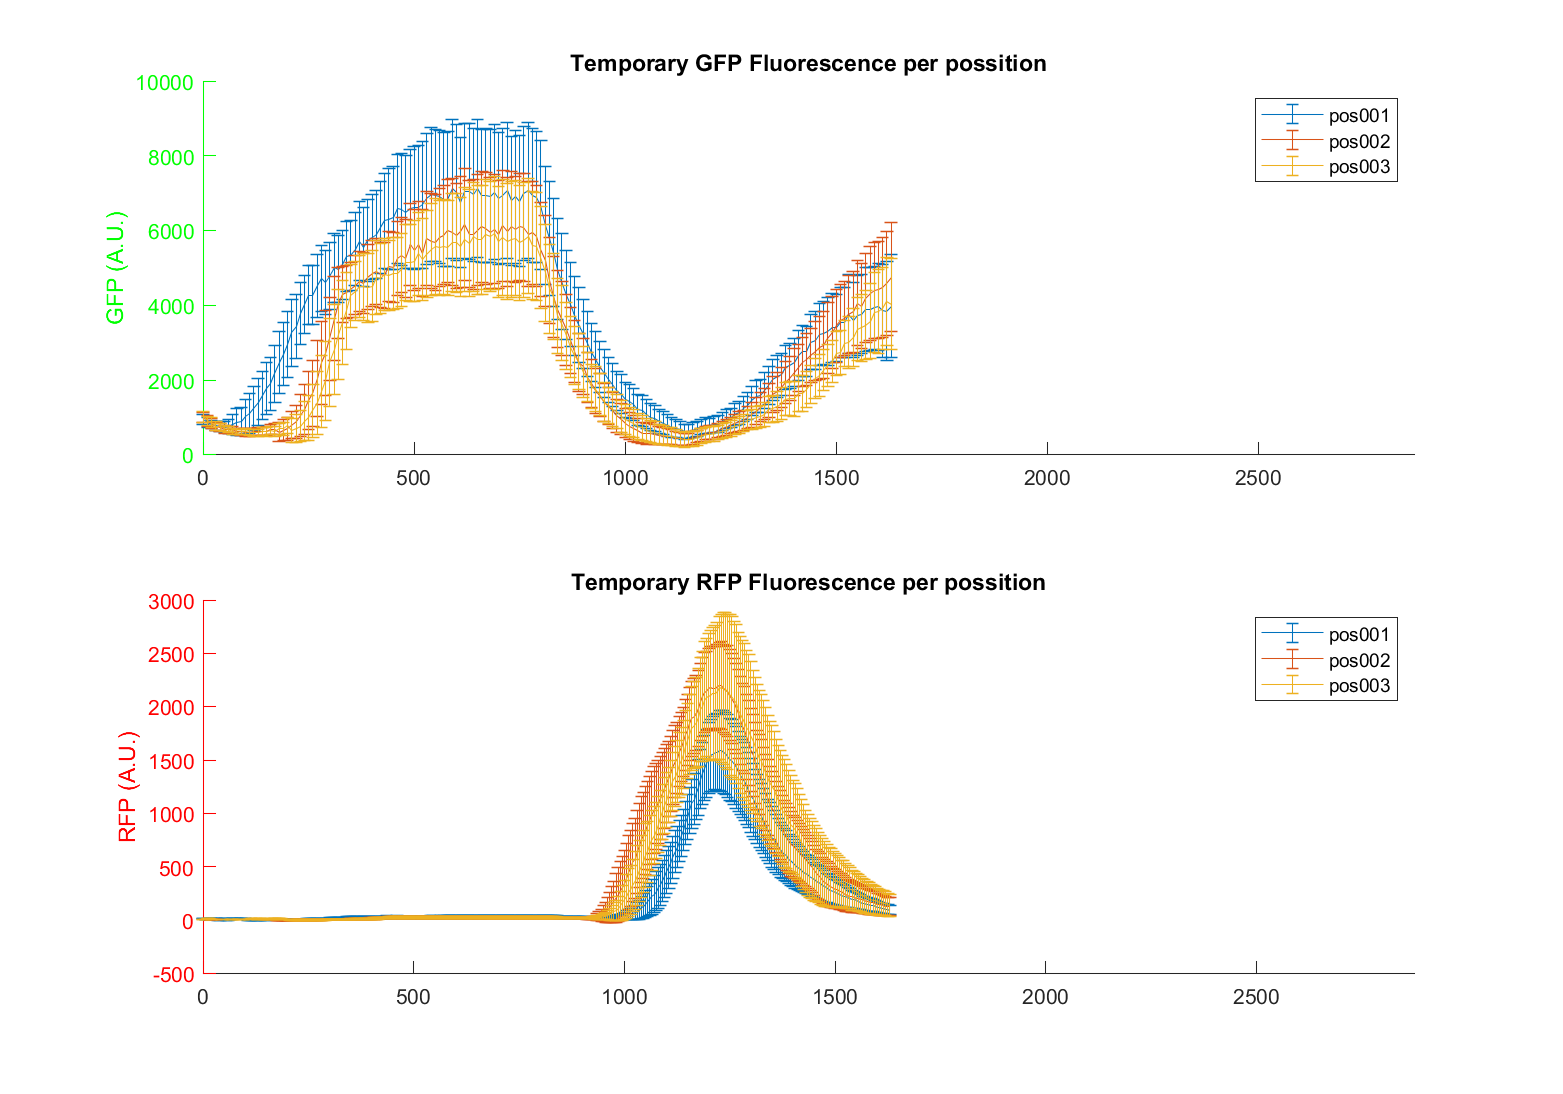 Temporary GFP Fluorescence per possition
GFP (A.U.)
10000
8000
6000
4000
2000
0
0 500 1000 1500 2000 2500
pos001
pos002
pos003
Temporary RFP Fluorescence per possition
RFP (A.U.)
3000
2500
2000
1500
1000
500
0
-500
0 500 1000 1500 2000 2500
pos001
pos002
pos003